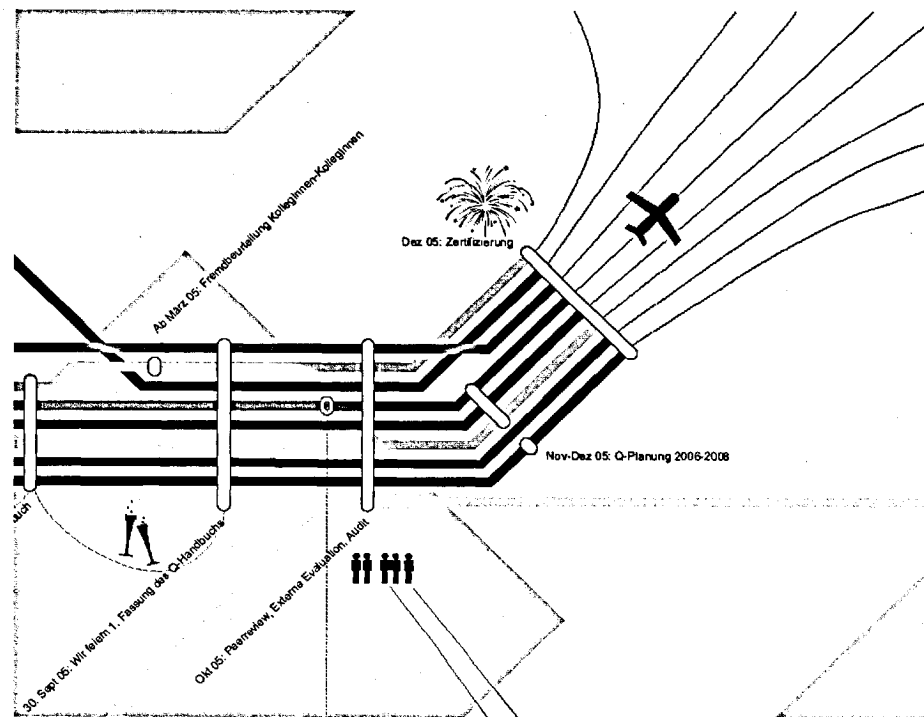 Ab März 05: Fremdbeurteilung KollegInnen-KollegInnen
Dez 05: Zertifizierung
Nov-Dez 05: Q-Planung 2006-2008
buch
30. Sept 05: Wir feiern 1. Fassung des Q-Handbuchs
Okt 05: Peerreview, Externe Evaluation, Audit